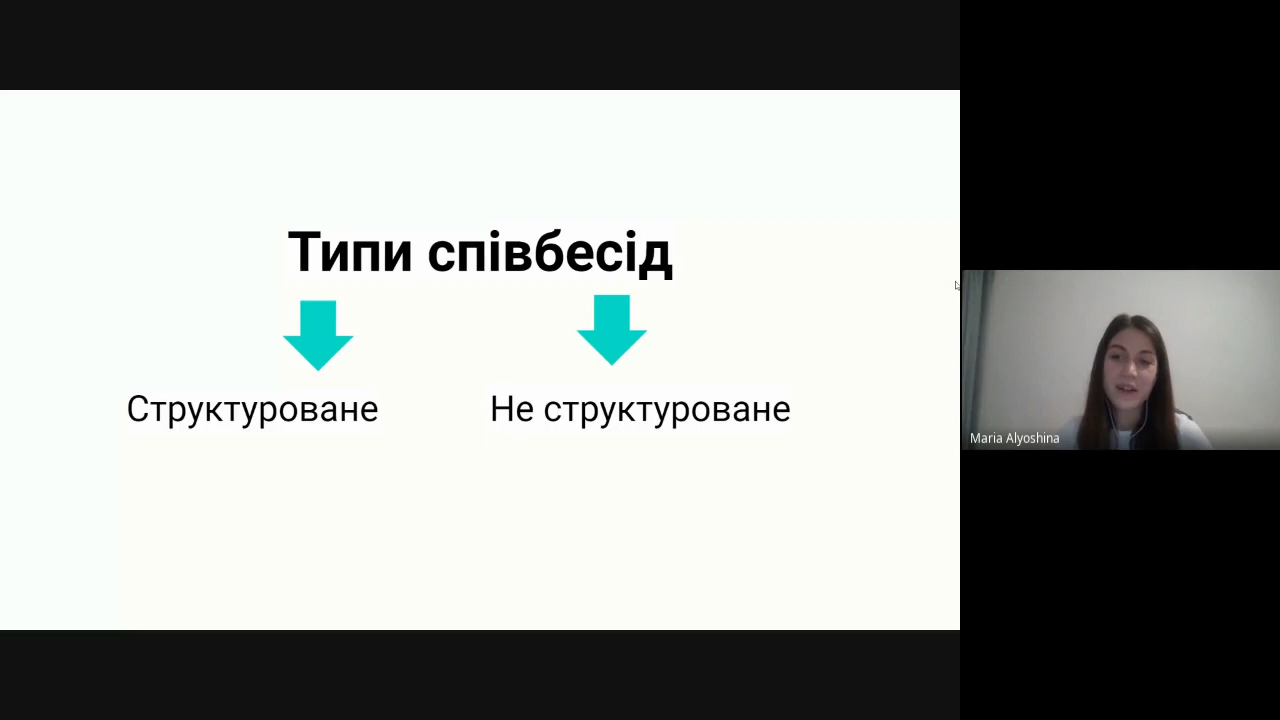 Типи співбесід
Структуроване
Не структуроване
Maria Alyoshina